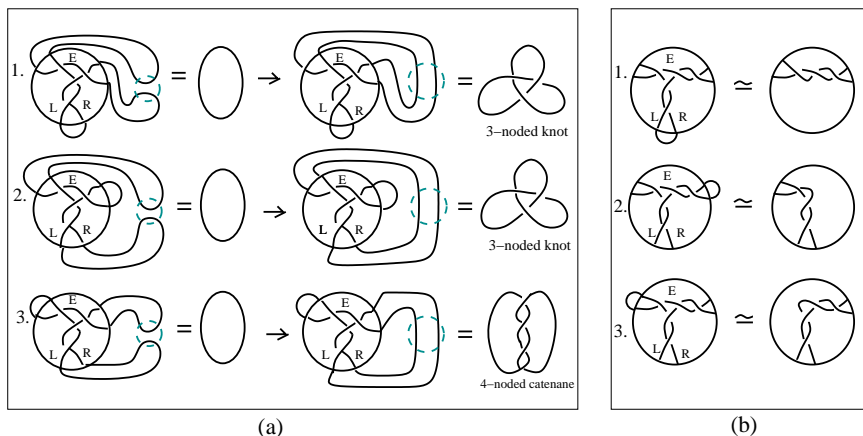 1.
E
L R
=
→
E
L R
=
3-noded knot
2.
E
L R
=
→
E
L R
=
3-noded knot
3.
E
L R
=
→
E
L R
=
4-noded catenane
(a)
1.
E
L R
≃
2.
E
L R
≃
3.
E
L R
≃
(b)